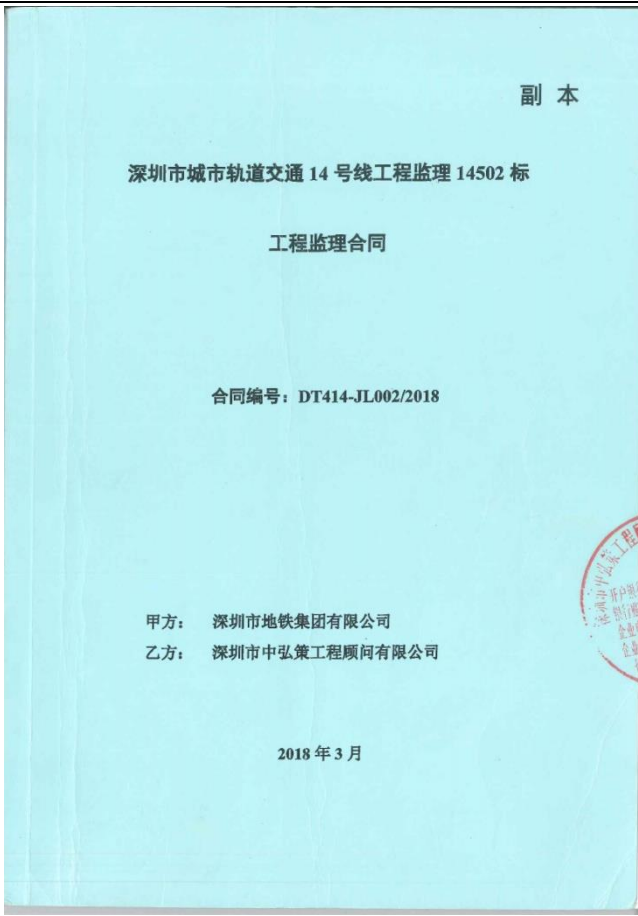 副 本
深圳市城市轨道交通 14 号线工程监理 14502 标
工程监理合同
合同编号：DT414-JL002/2018
甲方： 深圳市地铁集团有限公司
乙方： 深圳市中弘策工程顾问有限公司
2018 年 3 月